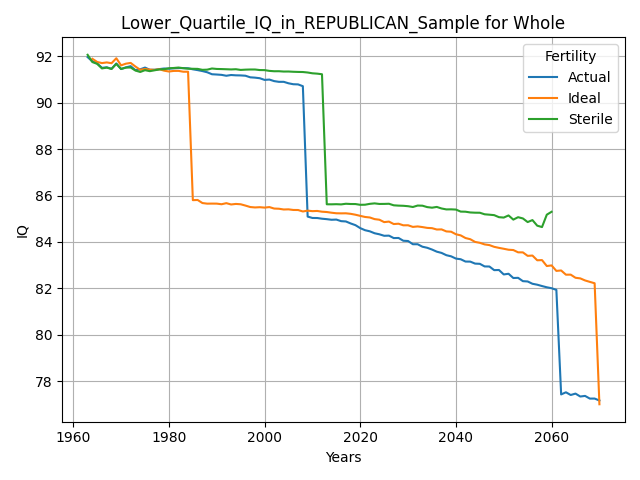 Lower_Quartile_IQ_in_REPUBLICAN_Sample for Whole
IQ
92
90
88
86
84
82
80
78
Fertility
Actual
Ideal
Sterile
1960 1980 2000 2020 2040 2060
Years